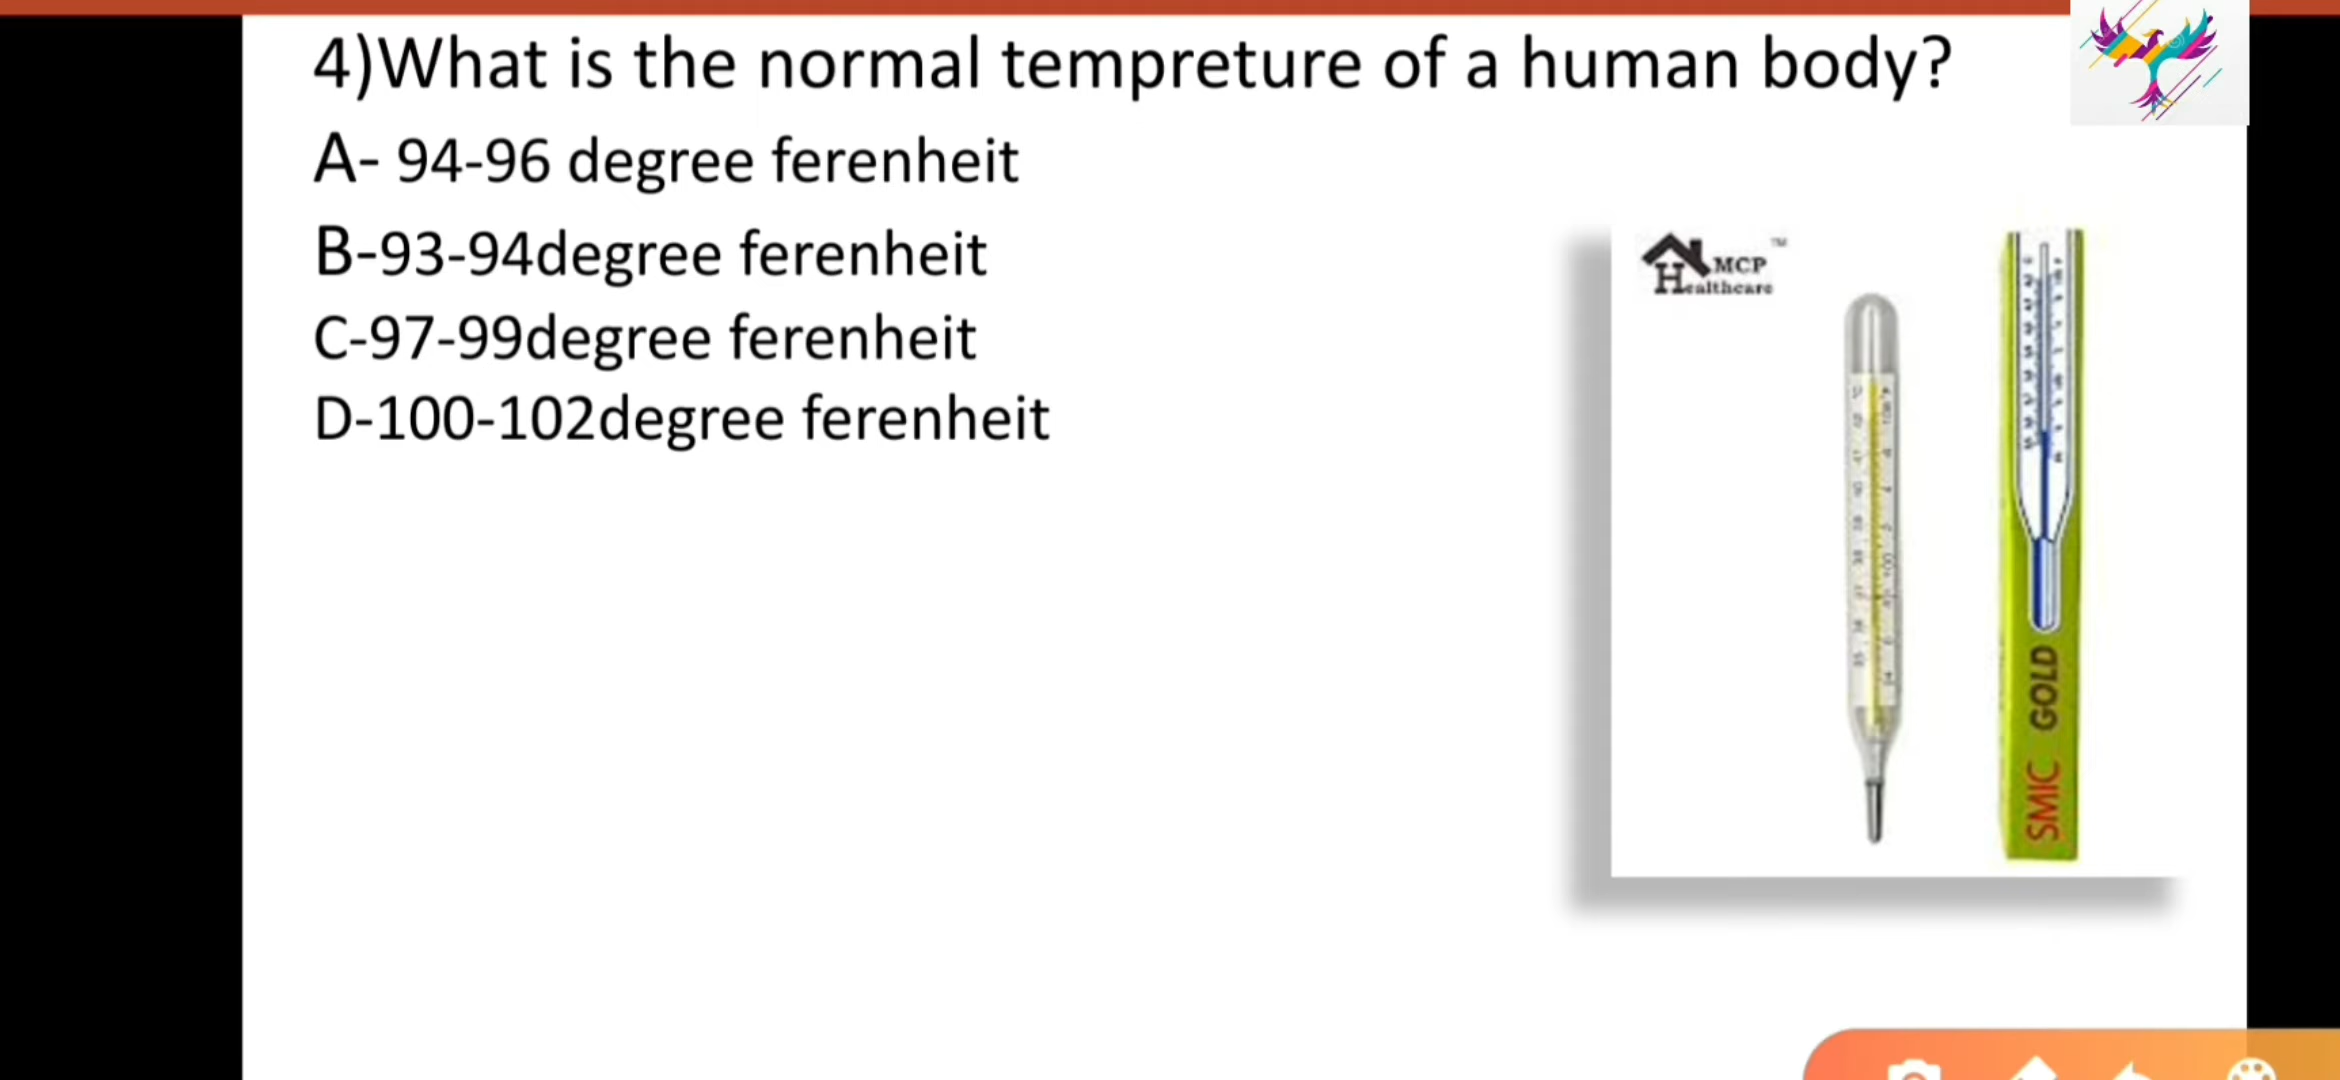 4)What is the normal tempreture of a human body?
A- 94-96 degree ferenheit
B-93-94degree ferenheit
C-97-99degree ferenheit
D-100-102degree ferenheit
MCP TM
Healthcare
SMIC GOLD